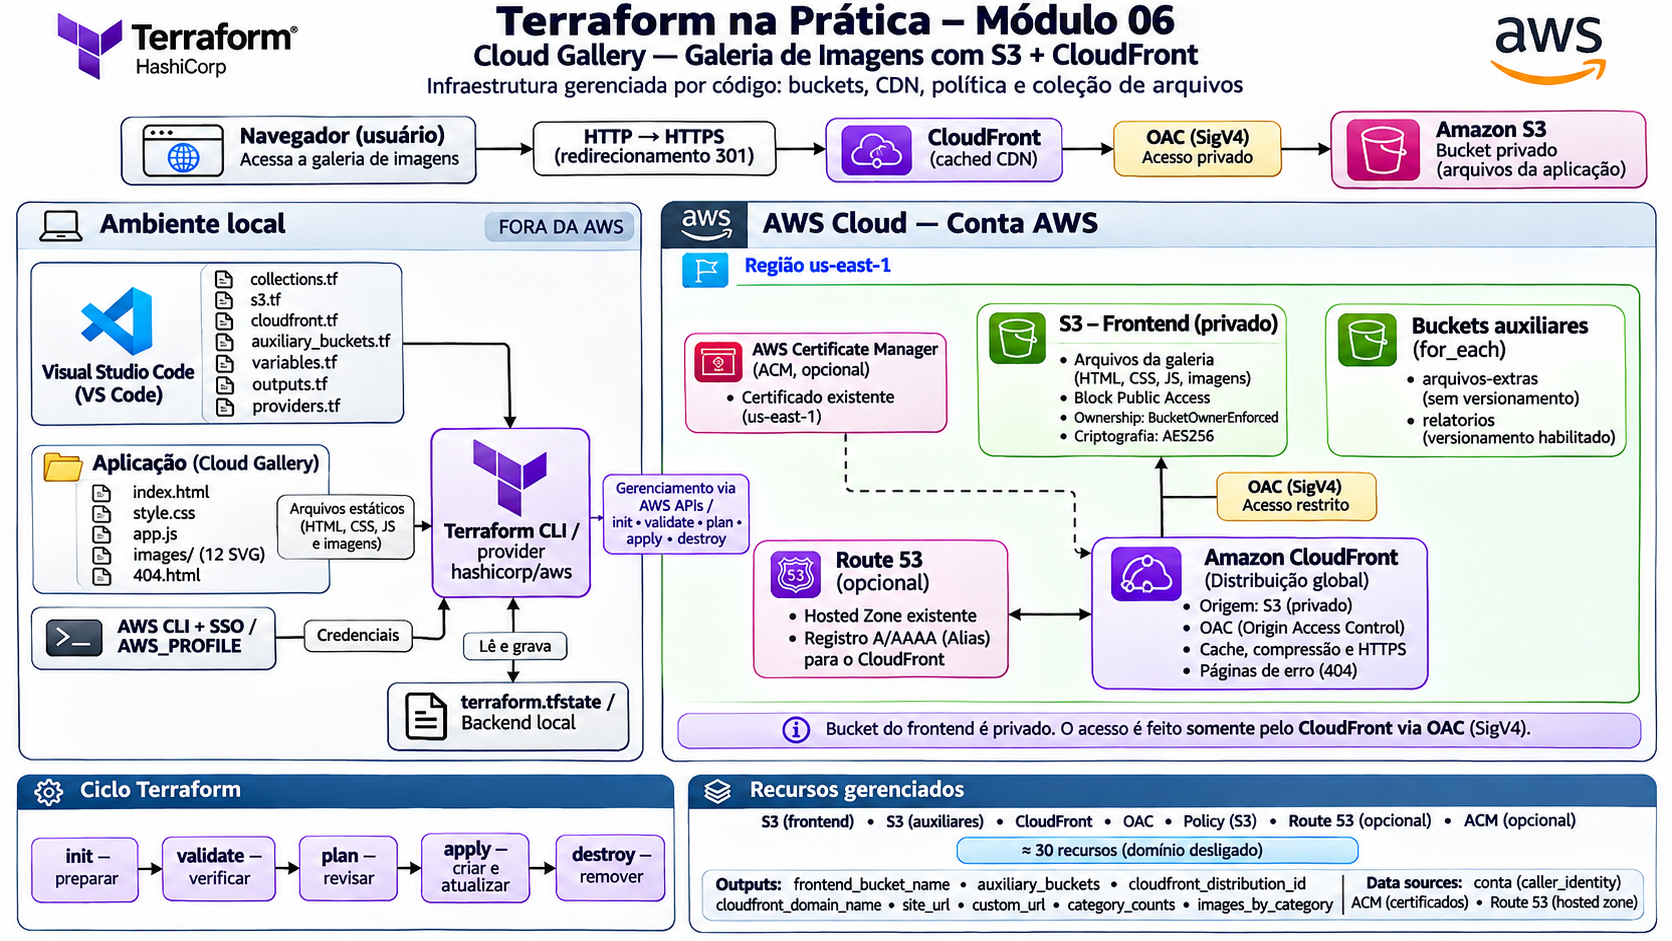 Terraform na Prática – Módulo 06
Cloud Gallery — Galeria de Imagens com S3 + CloudFront
Infraestrutura gerenciada por código: buckets, CDN, política e coleção de arquivos
Terraform®
HashiCorp
aws
Navegador (usuário)
Acessa a galeria de imagens
HTTP → HTTPS
(redirecionamento 301)
CloudFront
(cached CDN)
OAC (SigV4)
Acesso privado
Amazon S3
Bucket privado
(arquivos da aplicação)
Ambiente local
FORA DA AWS
Visual Studio Code
(VS Code)
collections.tf
s3.tf
cloudfront.tf
auxiliary_buckets.tf
variables.tf
outputs.tf
providers.tf
Aplicação (Cloud Gallery)
index.html
style.css
app.js
images/ (12 SVG)
404.html
Arquivos estáticos
(HTML, CSS, JS
e imagens)
Terraform CLI /
provider
hashicorp/aws
Gerenciamento via
AWS APIs /
init • validate • plan •
apply • destroy
AWS CLI + SSO /
AWS_PROFILE
Credenciais
Lê e grava
terraform.tfstate /
Backend local
aws
AWS Cloud — Conta AWS
Região us-east-1
AWS Certificate Manager
(ACM, opcional)
• Certificado existente
(us-east-1)
S3 – Frontend (privado)
• Arquivos da galeria
(HTML, CSS, JS, imagens)
• Block Public Access
• Ownership: BucketOwnerEnforced
• Criptografia: AES256
Buckets auxiliares
(for_each)
• arquivos-extras
(sem versionamento)
• relatorios
(versionamento habilitado)
OAC (SigV4)
Acesso restrito
53
Route 53
(opcional)
• Hosted Zone existente
• Registro A/AAAA (Alias)
para o CloudFront
Amazon CloudFront
(Distribuição global)
• Origem: S3 (privado)
• OAC (Origin Access Control)
• Cache, compressão e HTTPS
• Páginas de erro (404)
Bucket do frontend é privado. O acesso é feito somente pelo CloudFront via OAC (SigV4).
Ciclo Terraform
init —
preparar
validate —
verificar
plan —
revisar
apply —
criar e
atualizar
destroy —
remover
Recursos gerenciados
S3 (frontend) • S3 (auxiliares) • CloudFront • OAC • Policy (S3) • Route 53 (opcional) • ACM (opcional)
≈ 30 recursos (domínio desligado)
Outputs: frontend_bucket_name • auxiliary_buckets • cloudfront_distribution_id
cloudfront_domain_name • site_url • custom_url • category_counts • images_by_category
Data sources: conta (caller_identity)
ACM (certificados) • Route 53 (hosted zone)